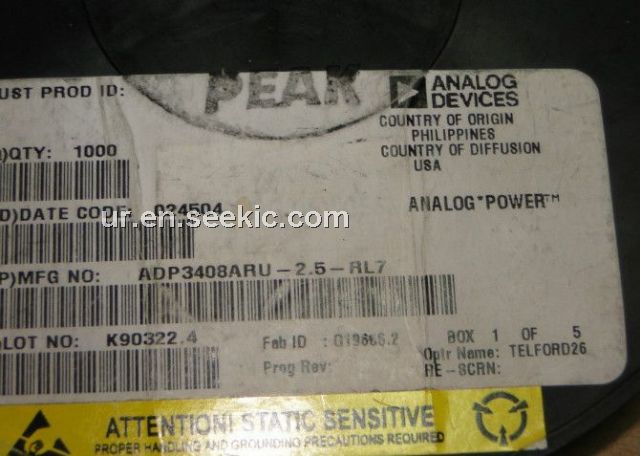 PEAK
UST PROD ID:
ANALOG
DEVICES
COUNTRY OF ORIGIN
PHILIPPINES
COUNTRY OF DIFFUSION
USA
)QTY: 1000
D)DATE CODE: 024504
ANALOG*POWER™
ur.en.seekic.com
P)MFG NO: ADP3408ARU-2.5-RL7
LOT NO: K90322.4
Fab ID :
BOX 1 OF 5
Prog Rev:
Optr Name: TELFORD26
RE-SCRN:
ATTENTION! STATIC SENSITIVE
PROPER HANDLING AND GROUNDING PRECAUTIONS REQUIRED